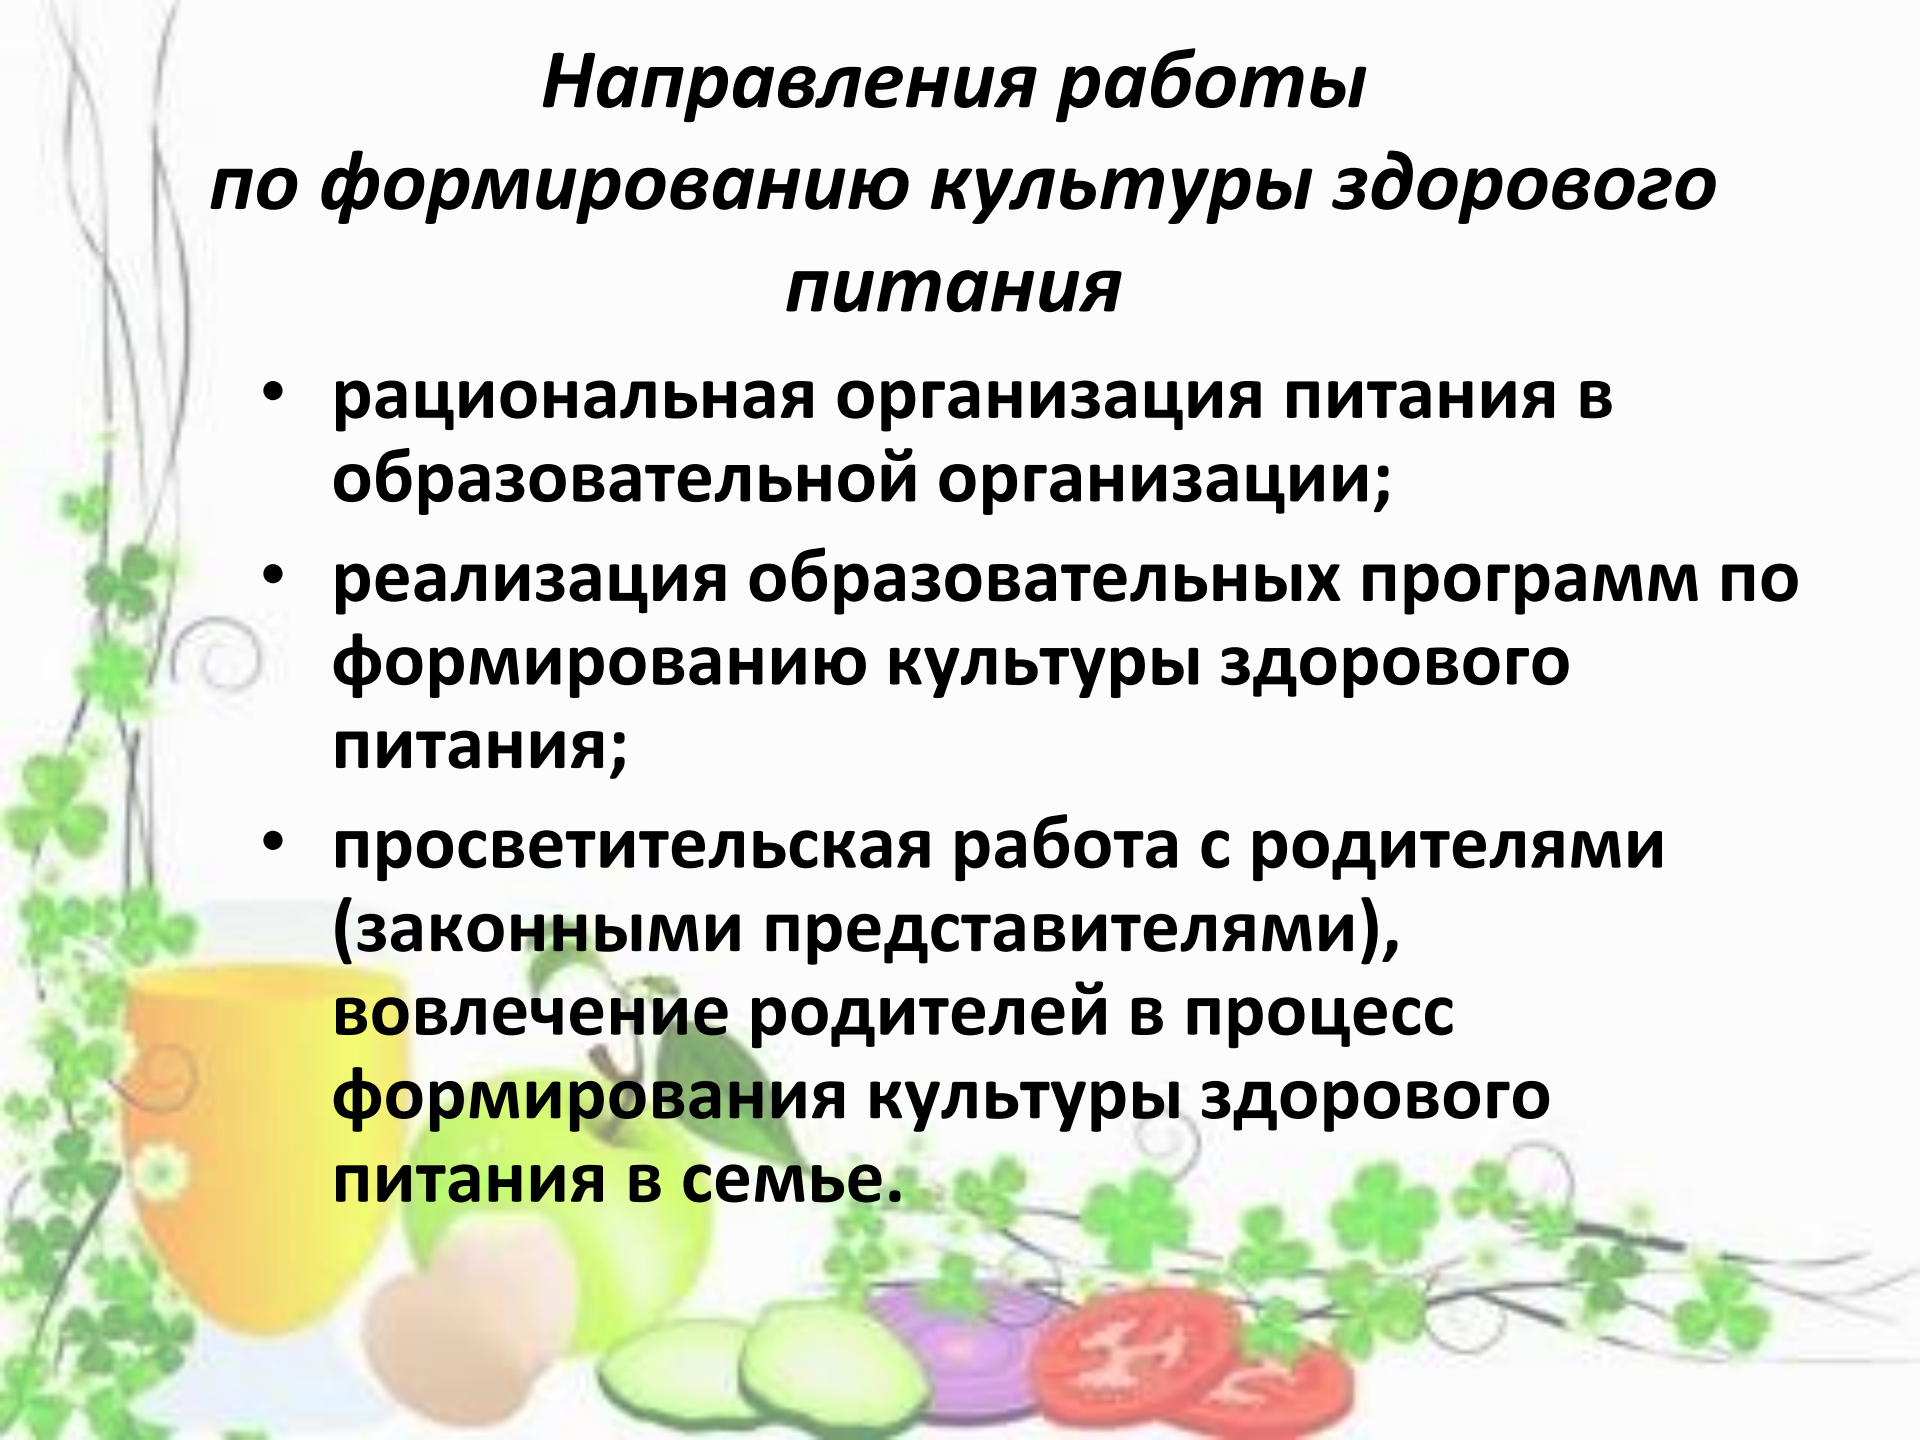 Направления работы
по формированию культуры здорового
питания
• рациональная организация питания в
образовательной организации;
• реализация образовательных программ по
формированию культуры здорового
питания;
• просветительская работа с родителями
(законными представителями),
вовлечение родителей в процесс
формирования культуры здорового
питания в семье.